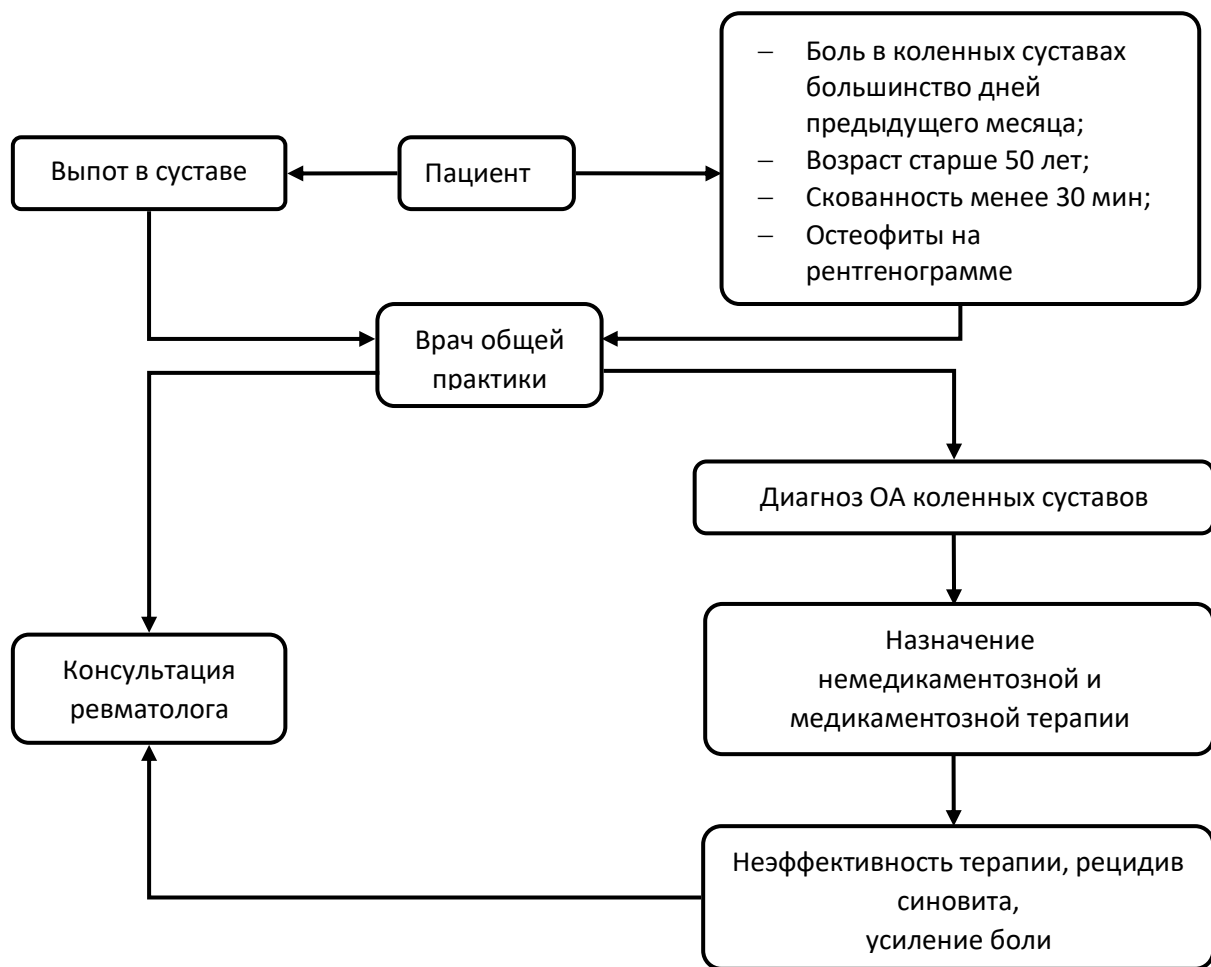 – Боль в коленных суставах
большинство дней
предыдущего месяца;
– Возраст старше 50 лет;
– Скованность менее 30 мин;
– Остеофиты на
рентгенограмме
Выпот в суставе
Пациент
Врач общей
практики
Диагноз ОА коленных суставов
Консультация
ревматолога
Назначение
немедикаментозной и
медикаментозной терапии
Неэффективность терапии, рецидив
синовита,
усиление боли